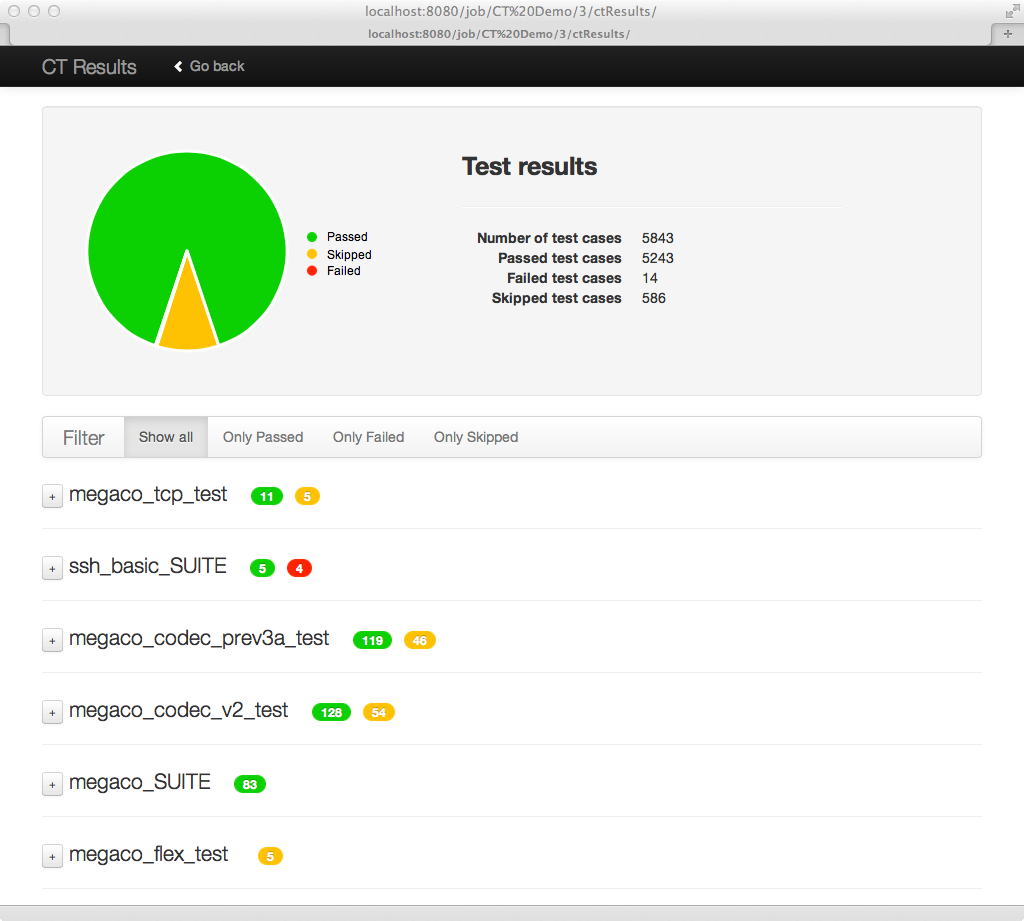 localhost:8080/job/CT%20Demo/3/ctResults/
localhost:8080/job/CT%20Demo/3/ctResults/
+
CT Results Go back
Test results
Passed
Skipped
Failed
Number of test cases 5843
Passed test cases 5243
Failed test cases 14
Skipped test cases 586
Filter Show all Only Passed Only Failed Only Skipped
+ megaco_tcp_test 11 5
+ ssh_basic_SUITE 5 4
+ megaco_codec_prev3a_test 119 46
+ megaco_codec_v2_test 128 54
+ megaco_SUITE 83
+ megaco_flex_test 5